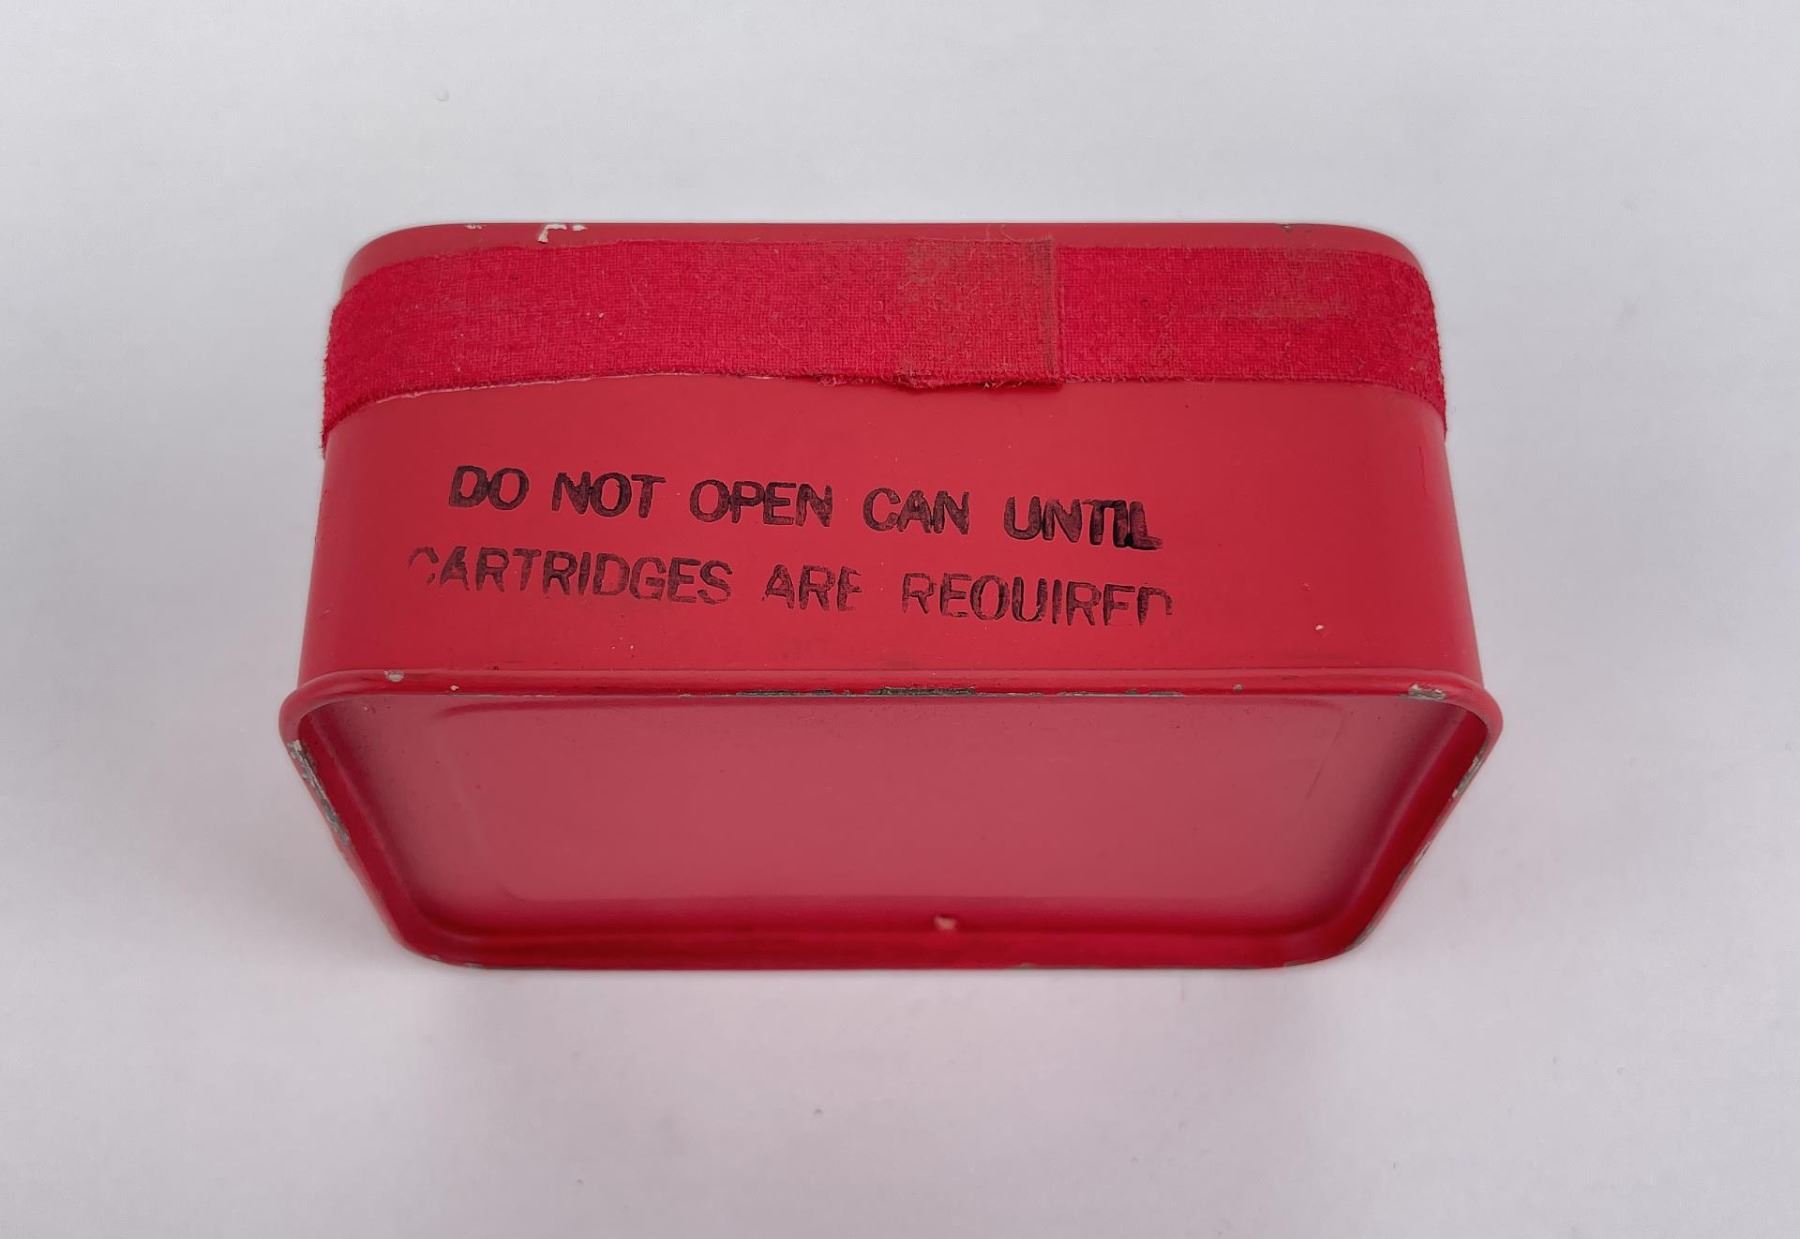 DO NOT OPEN CAN UNTIL
CARTRIDGES ARE REQUIRED